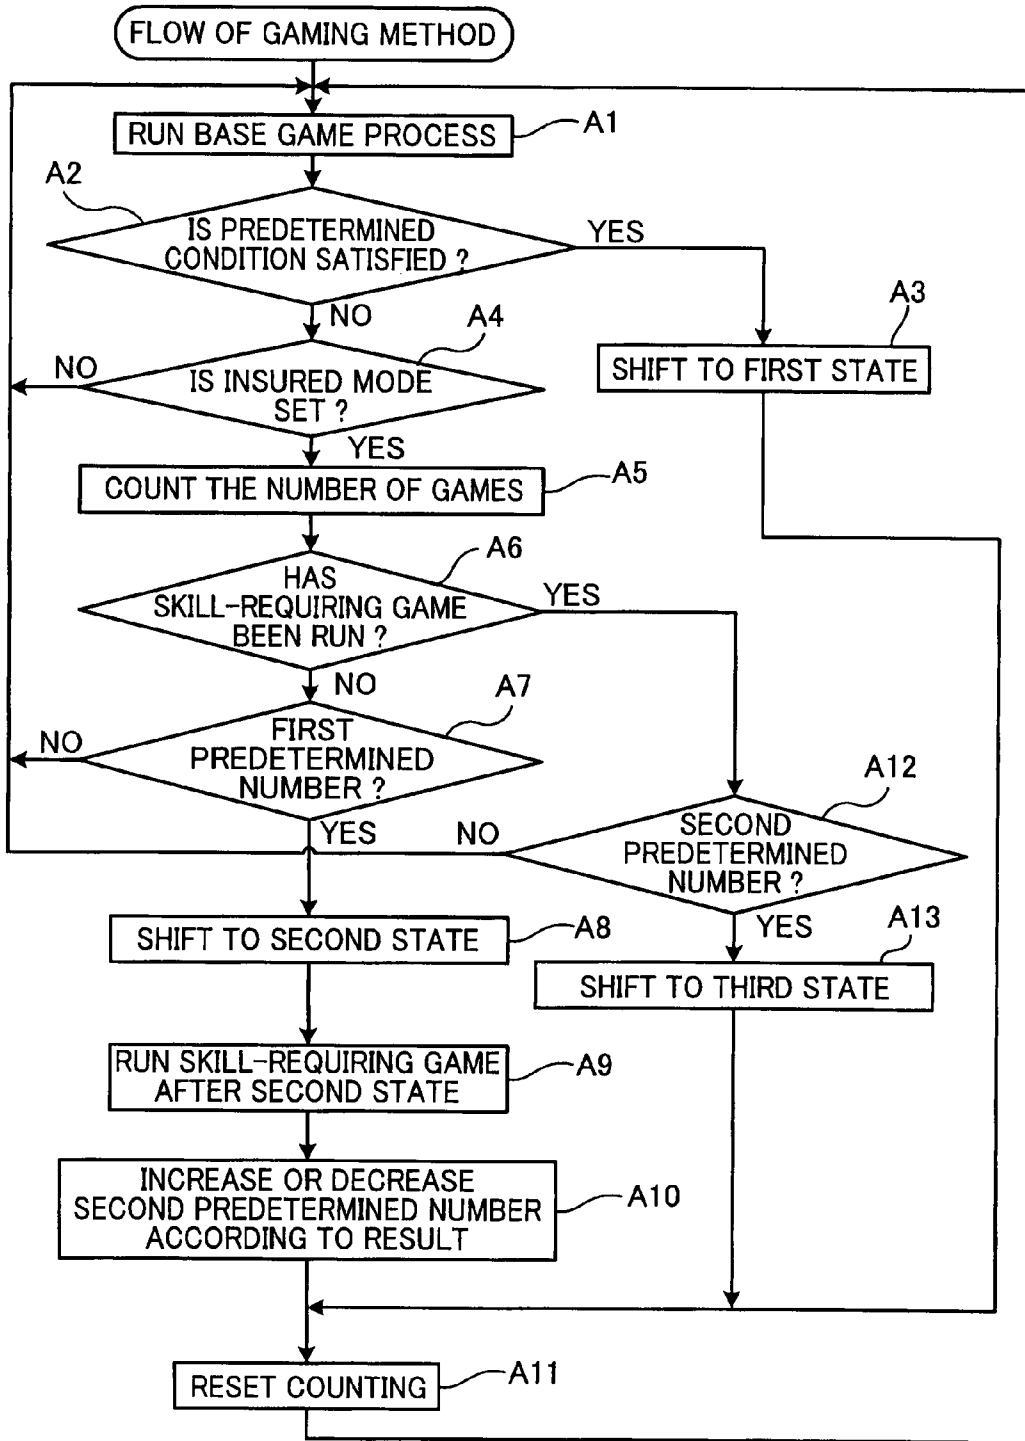 FLOW OF GAMING METHOD
RUN BASE GAME PROCESS
A1
A2
IS PREDETERMINED
CONDITION SATISFIED ?
YES
NO
A3
SHIFT TO FIRST STATE
A4
IS INSURED MODE
SET ?
NO
YES
COUNT THE NUMBER OF GAMES
A5
A6
HAS
SKILL-REQUIRING GAME
BEEN RUN ?
YES
NO
A7
FIRST
PREDETERMINED
NUMBER ?
NO
YES
A12
SECOND
PREDETERMINED
NUMBER ?
NO
YES
SHIFT TO SECOND STATE
A8
A13
SHIFT TO THIRD STATE
RUN SKILL-REQUIRING GAME
AFTER SECOND STATE
A9
INCREASE OR DECREASE
SECOND PREDETERMINED NUMBER
ACCORDING TO RESULT
A10
RESET COUNTING
A11